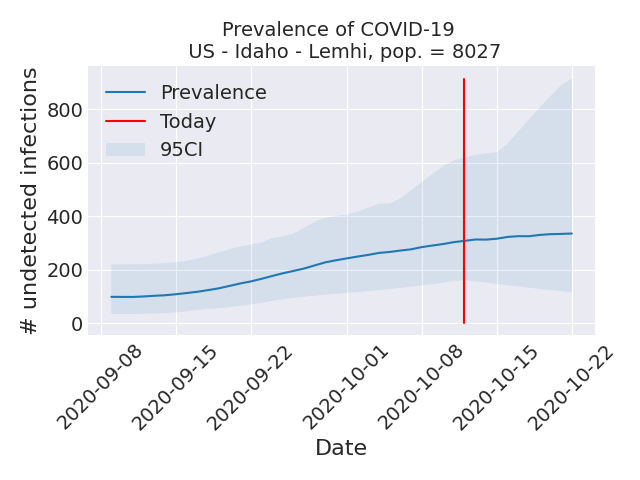 Prevalence of COVID-19
US - Idaho - Lemhi, pop. = 8027
# undetected infections
800
600
400
200
0
Prevalence
Today
95CI
2020-09-08
2020-09-15
2020-09-22
2020-10-01
2020-10-08
2020-10-15
2020-10-22
Date